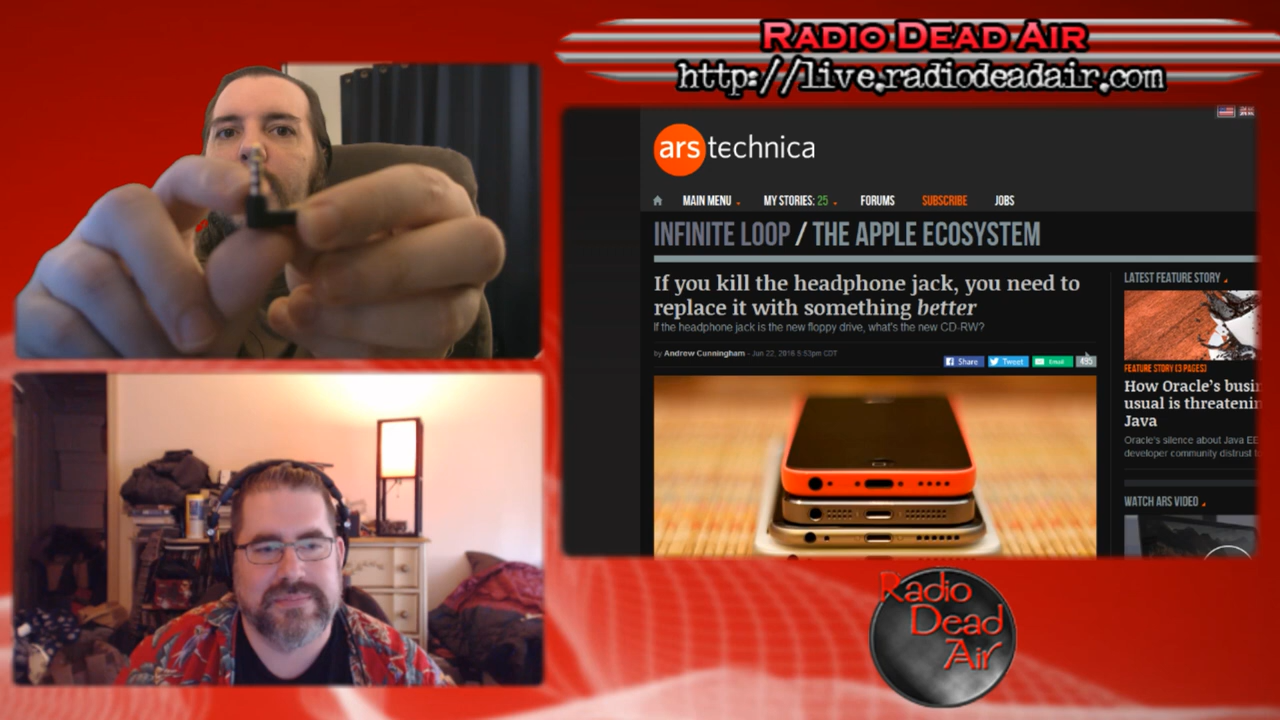 RADIO DEAD AIR
http://live.radiodeadair.com
ars technica
MAIN MENU MY STORIES: 25 FORUMS SUBSCRIBE JOBS
INFINITE LOOP / THE APPLE ECOSYSTEM
If you kill the headphone jack, you need to
replace it with something better
If the headphone jack is the new floppy drive, what's the new CD-RW?
by Andrew Cunningham - Jun 22, 2016 5:53pm CDT
Share Tweet Email 495
LATEST FEATURE STORY
FEATURE STORY (3 PAGES)
How Oracle's busi
usual is threatenin
Java
Oracle's silence about Java EE
developer community distrust
WATCH ARS VIDEO
Radio
Dead
Air